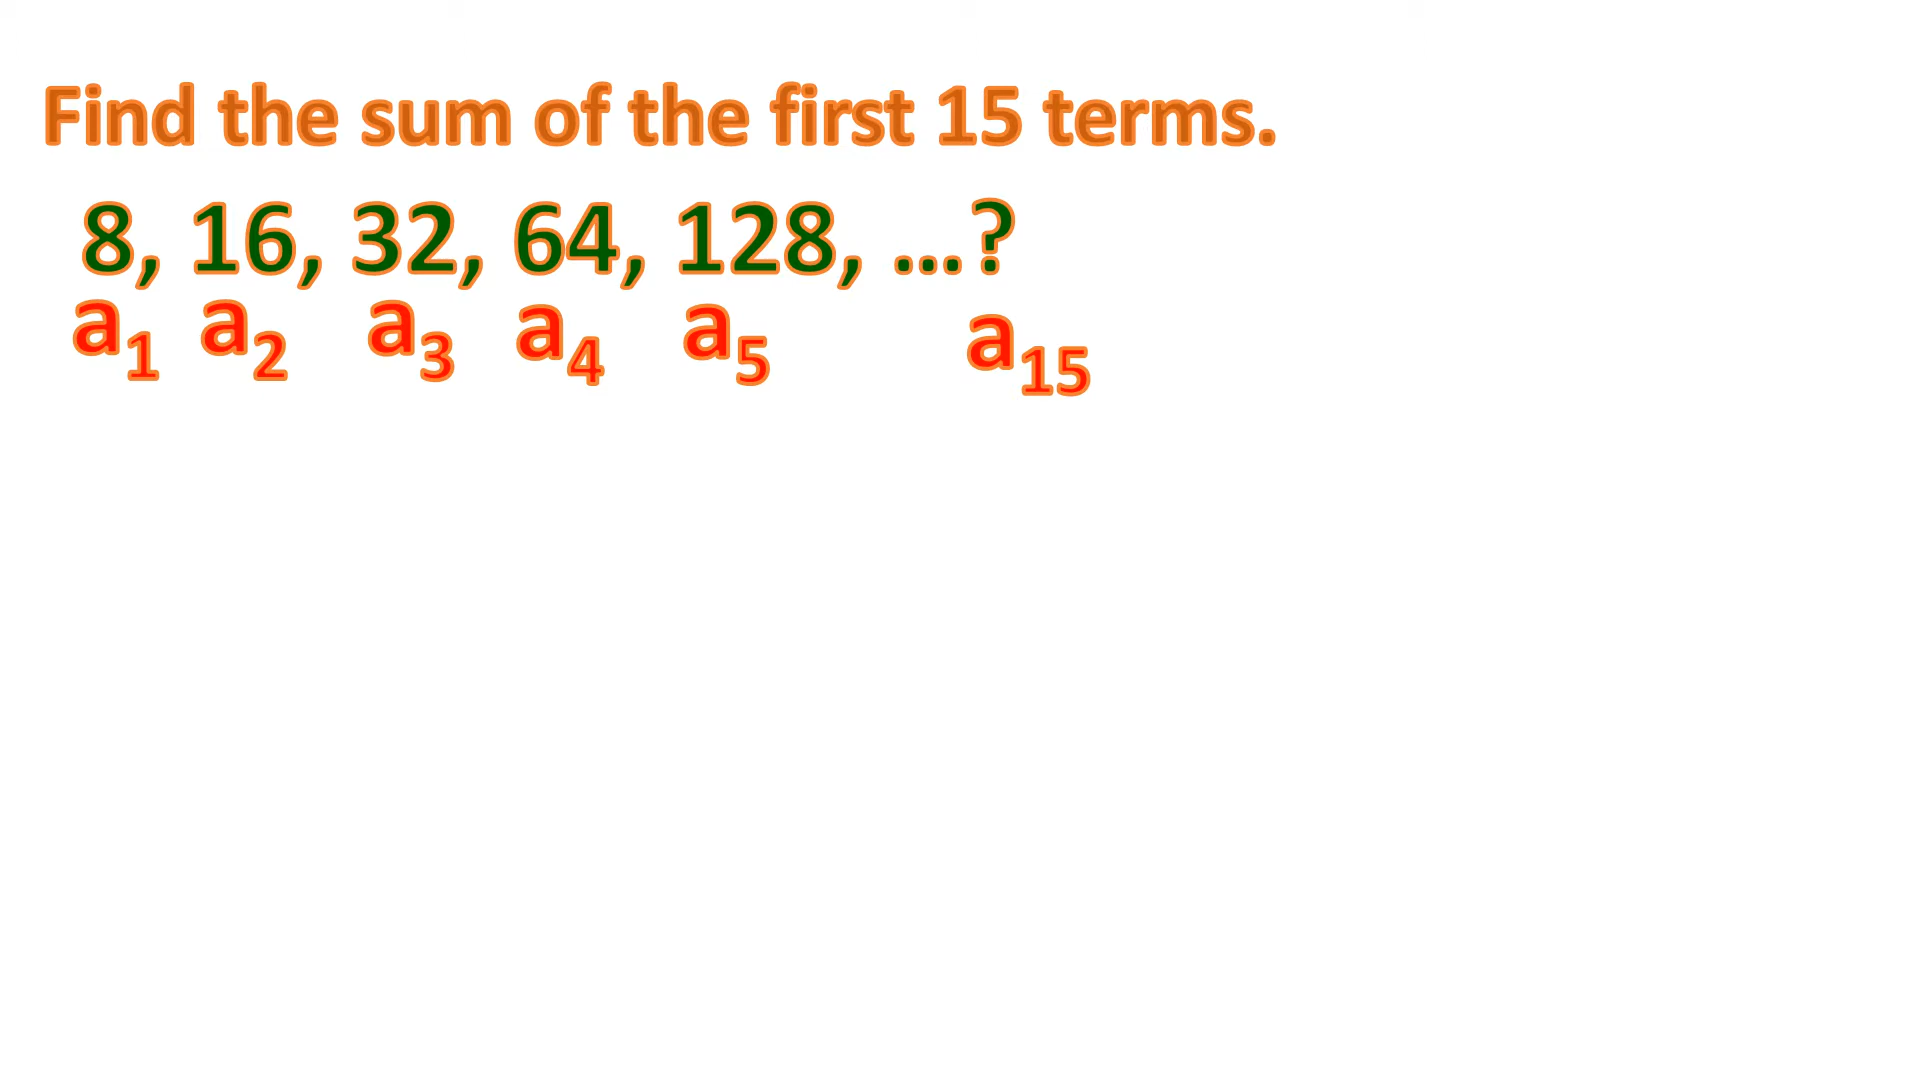 Find the sum of the first 15 terms.
8, 16, 32, 64, 128, ...?
a₁ a₂ a₃ a₄ a₅ a₁₅